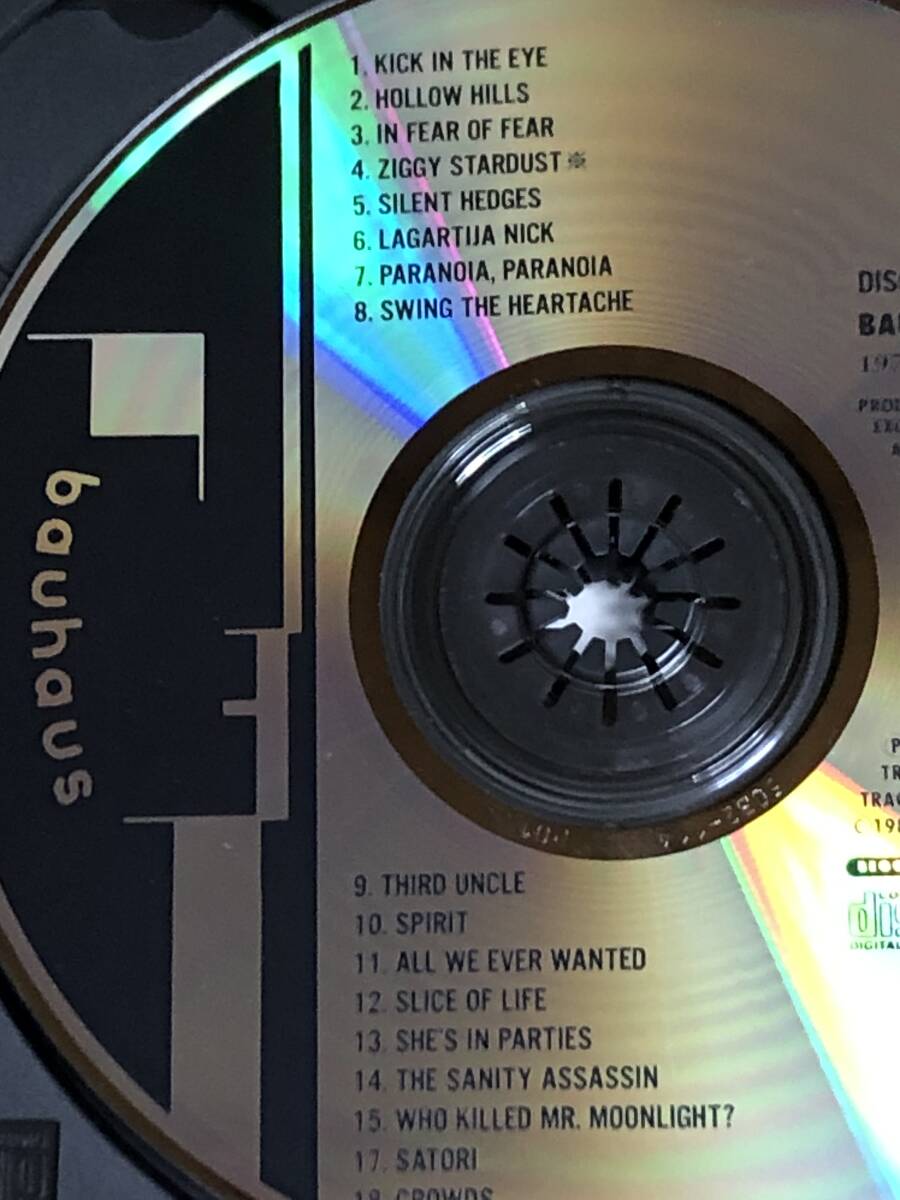 1. KICK IN THE EYE
2. HOLLOW HILLS
3. IN FEAR OF FEAR
4. ZIGGY STARDUST※
5. SILENT HEDGES
6. LAGARTIJA NICK
7. PARANOIA, PARANOIA
8. SWING THE HEARTACHE
bauhaus
9. THIRD UNCLE
10. SPIRIT
11. ALL WE EVER WANTED
12. SLICE OF LIFE
13. SHE'S IN PARTIES
14. THE SANITY ASSASSIN
15. WHO KILLED MR. MOONLIGHT?
17. SATORI
18. CROWDS